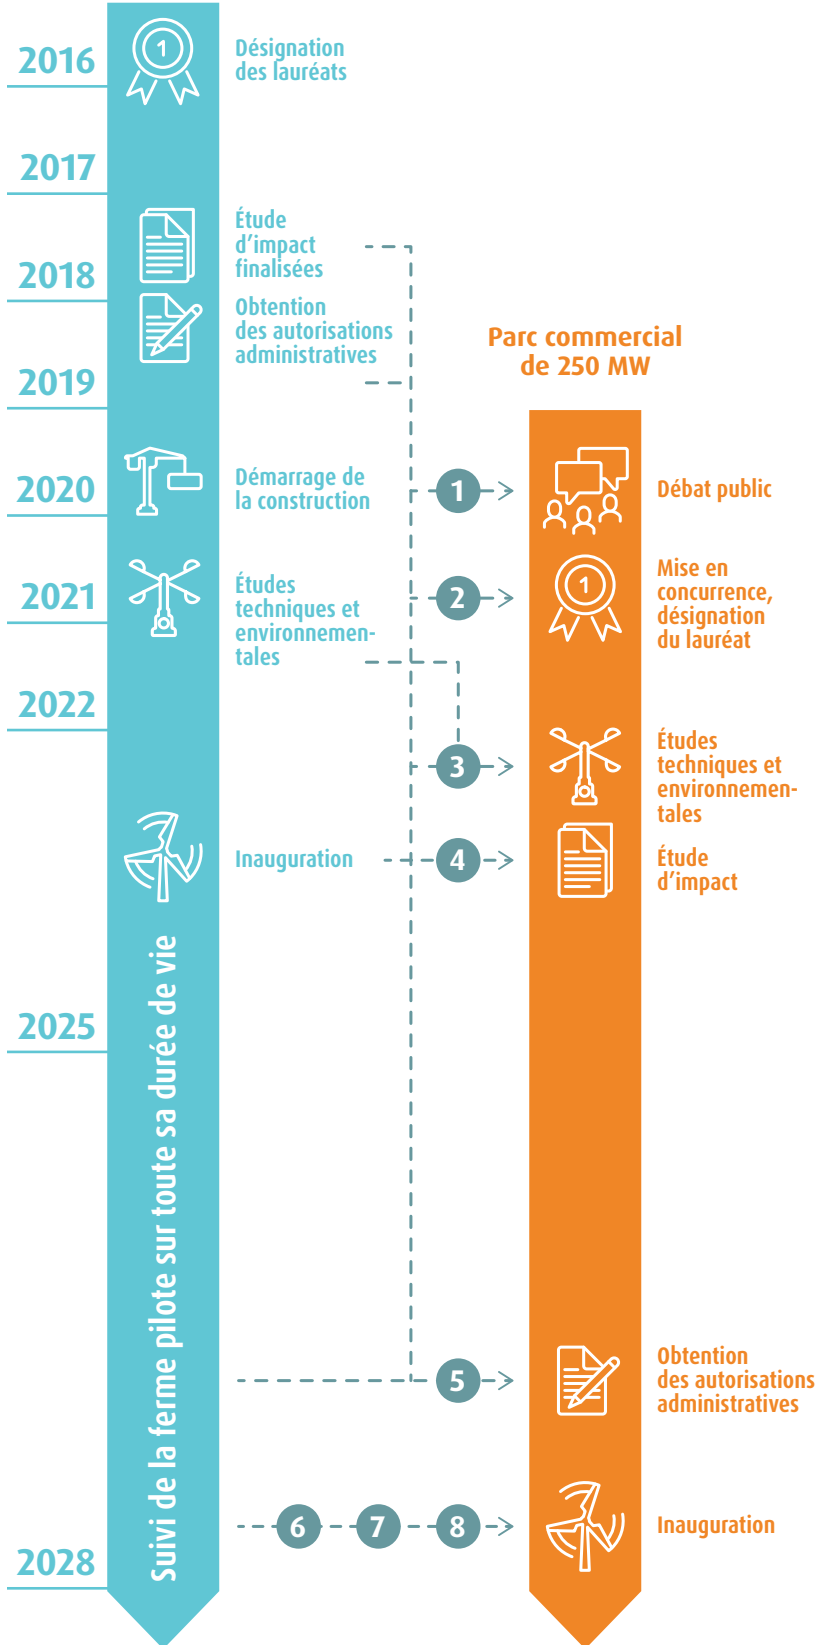 2016
1
Désignation
des lauréats
2017
Étude
d'impact
finalisées
2018
Obtention
des autorisations
administratives
Parc commercial
de 250 MW
2019
Démarrage de
la construction
2020
1
Débat public
Études
techniques et
environnemen-
tales
2021
2
1
Mise en
concurrence,
désignation
du lauréat
2022
3
Études
techniques et
environnemen-
tales
Inauguration
4
Étude
d'impact
Suivi de la ferme pilote sur toute sa durée de vie
2025
5
Obtention
des autorisations
administratives
6
7
8
Inauguration
2028